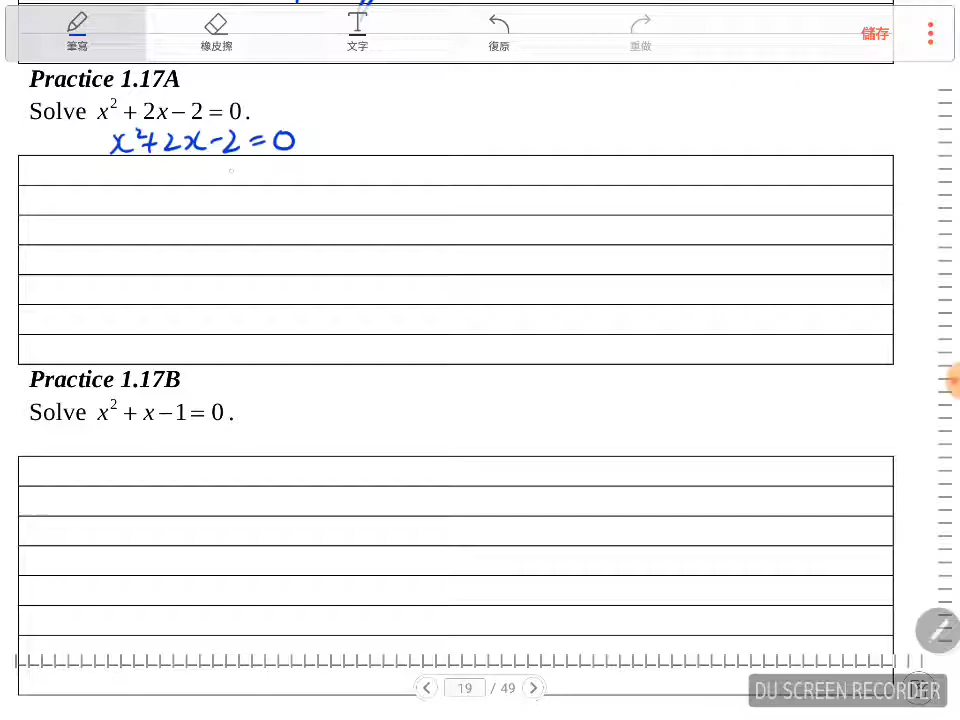 筆寫 橡皮擦 文字 復原 重做 儲存
Practice 1.17A
Solve x² + 2x − 2 = 0.
x²+2x-2=0
Practice 1.17B
Solve x² + x − 1 = 0.
19 / 49
DU SCREEN RECORDER